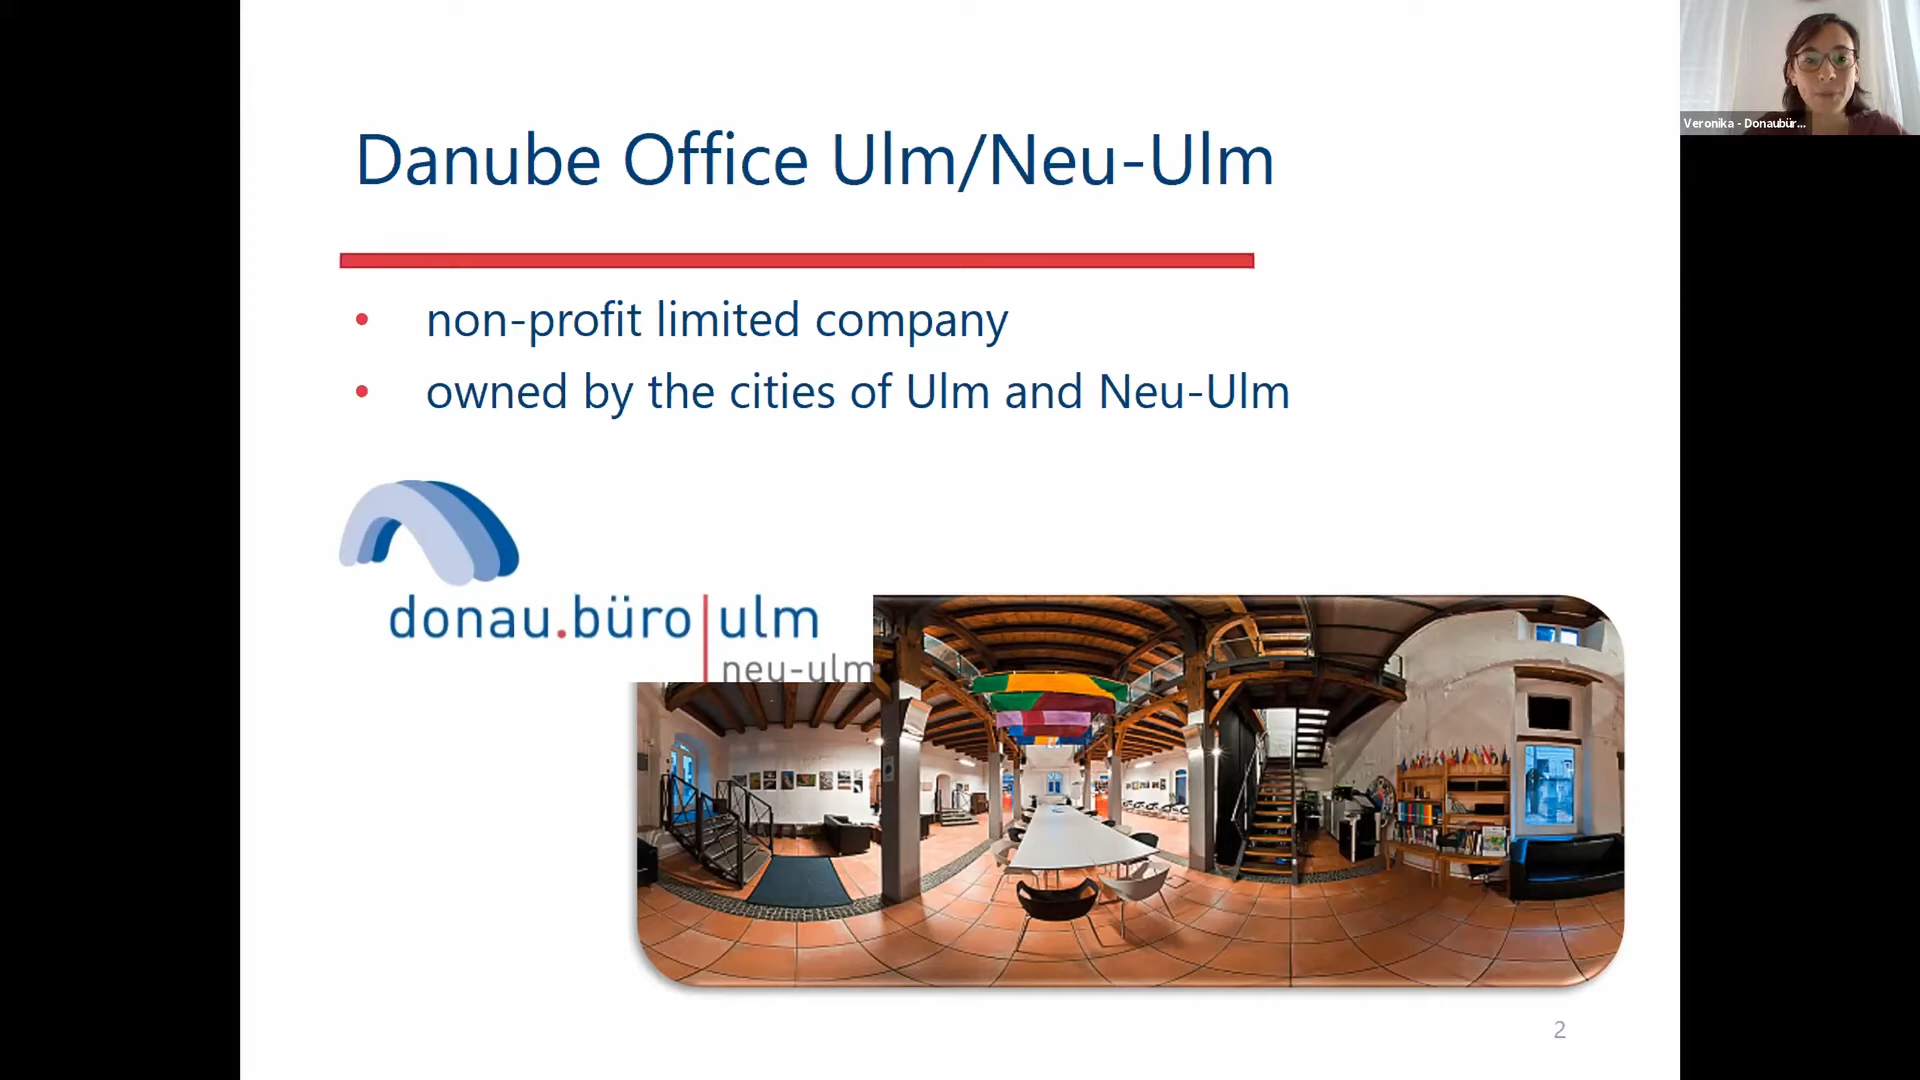 Veronika - Donaubür...
Danube Office Ulm/Neu-Ulm
• non-profit limited company
• owned by the cities of Ulm and Neu-Ulm
donau.büro|ulm
neu-ulm
2